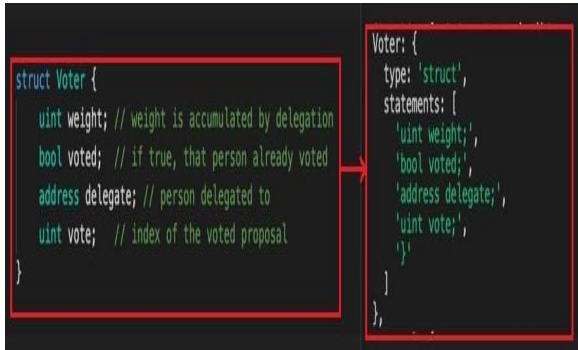 struct Voter {
uint weight; // weight is accumulated by delegation
bool voted; // if true, that person already voted
address delegate; // person delegated to
uint vote; // index of the voted proposal
}
Voter: {
type: 'struct',
statements: [
'uint weight;',
'bool voted;',
'address delegate;',
'uint vote;',
'}'
]
},